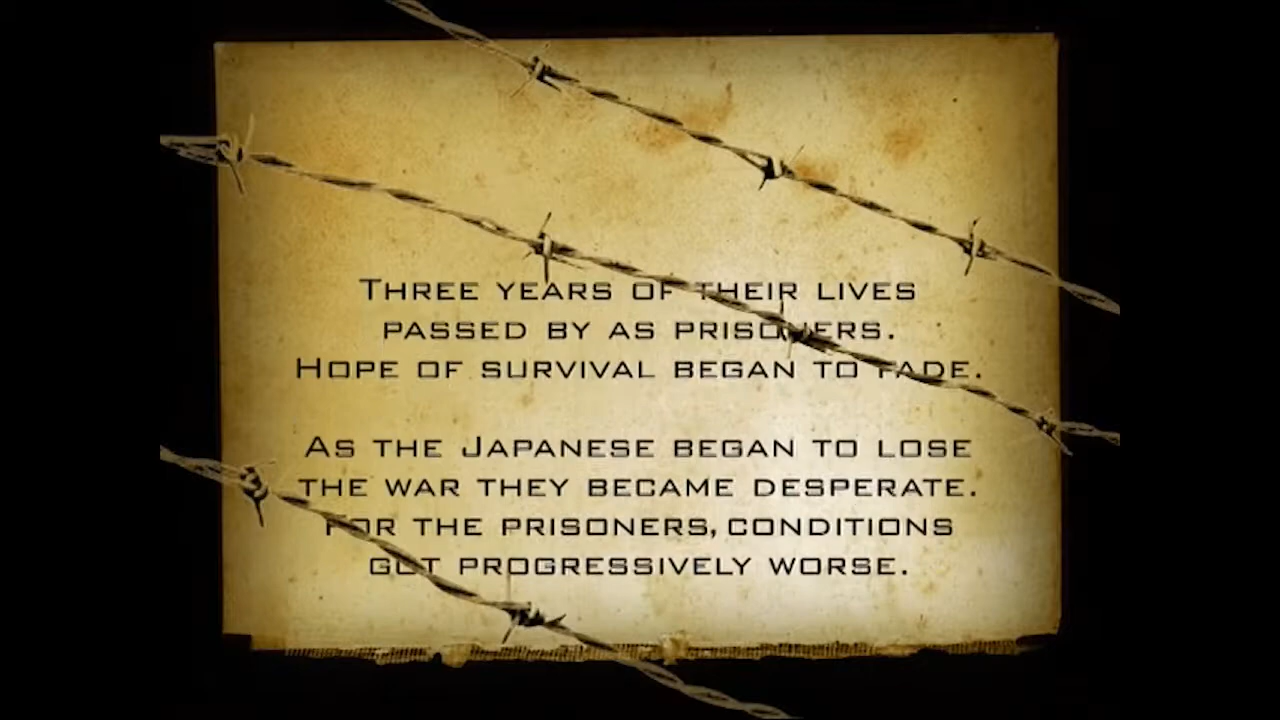 Three years of their lives
passed by as prisoners.
Hope of survival began to fade.
As the Japanese began to lose
the war they became desperate.
For the prisoners, conditions
got progressively worse.